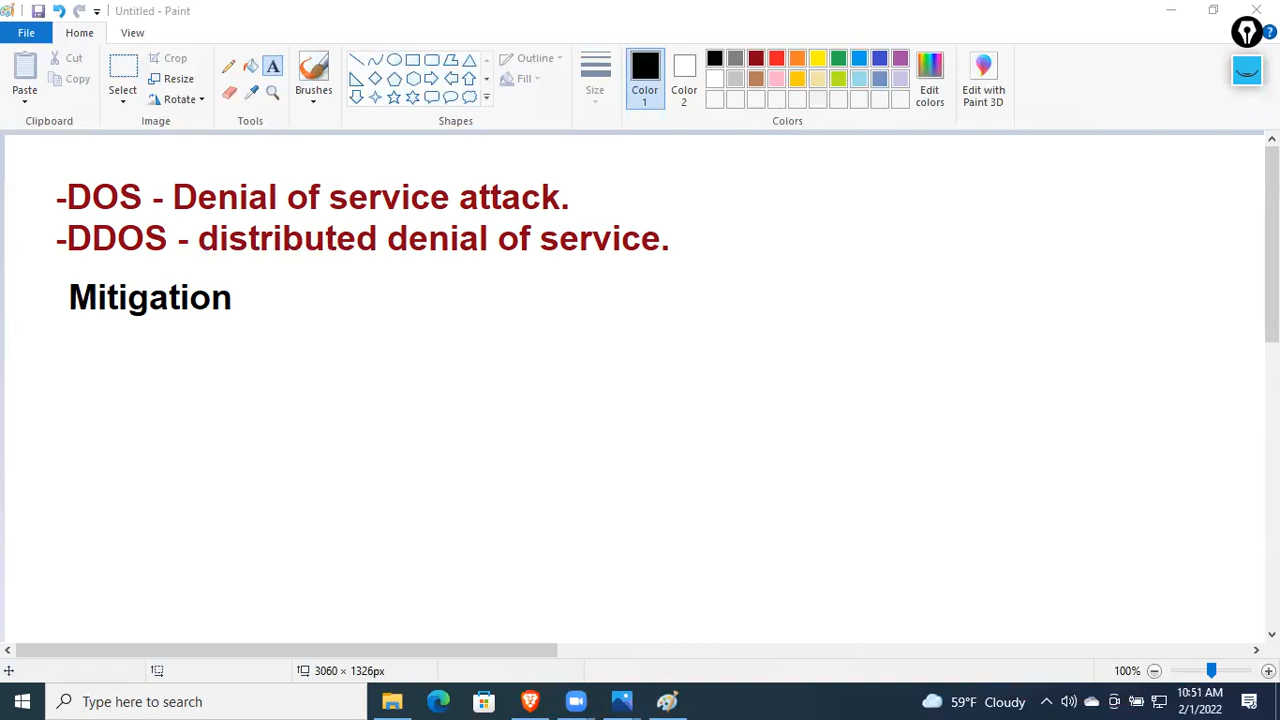 Untitled - Paint
File
Home
View
Paste
Cut
Copy
Clipboard
Select
Crop
Resize
Rotate
Image
A
Tools
Brushes
Shapes
Outline
Fill
Size
Color 1
Color 2
Edit colors
Edit with Paint 3D
Colors
-DOS - Denial of service attack.
-DDOS - distributed denial of service.
Mitigation
3060 × 1326px
100%
Type here to search
59°F Cloudy
10:51 AM
2/1/2022